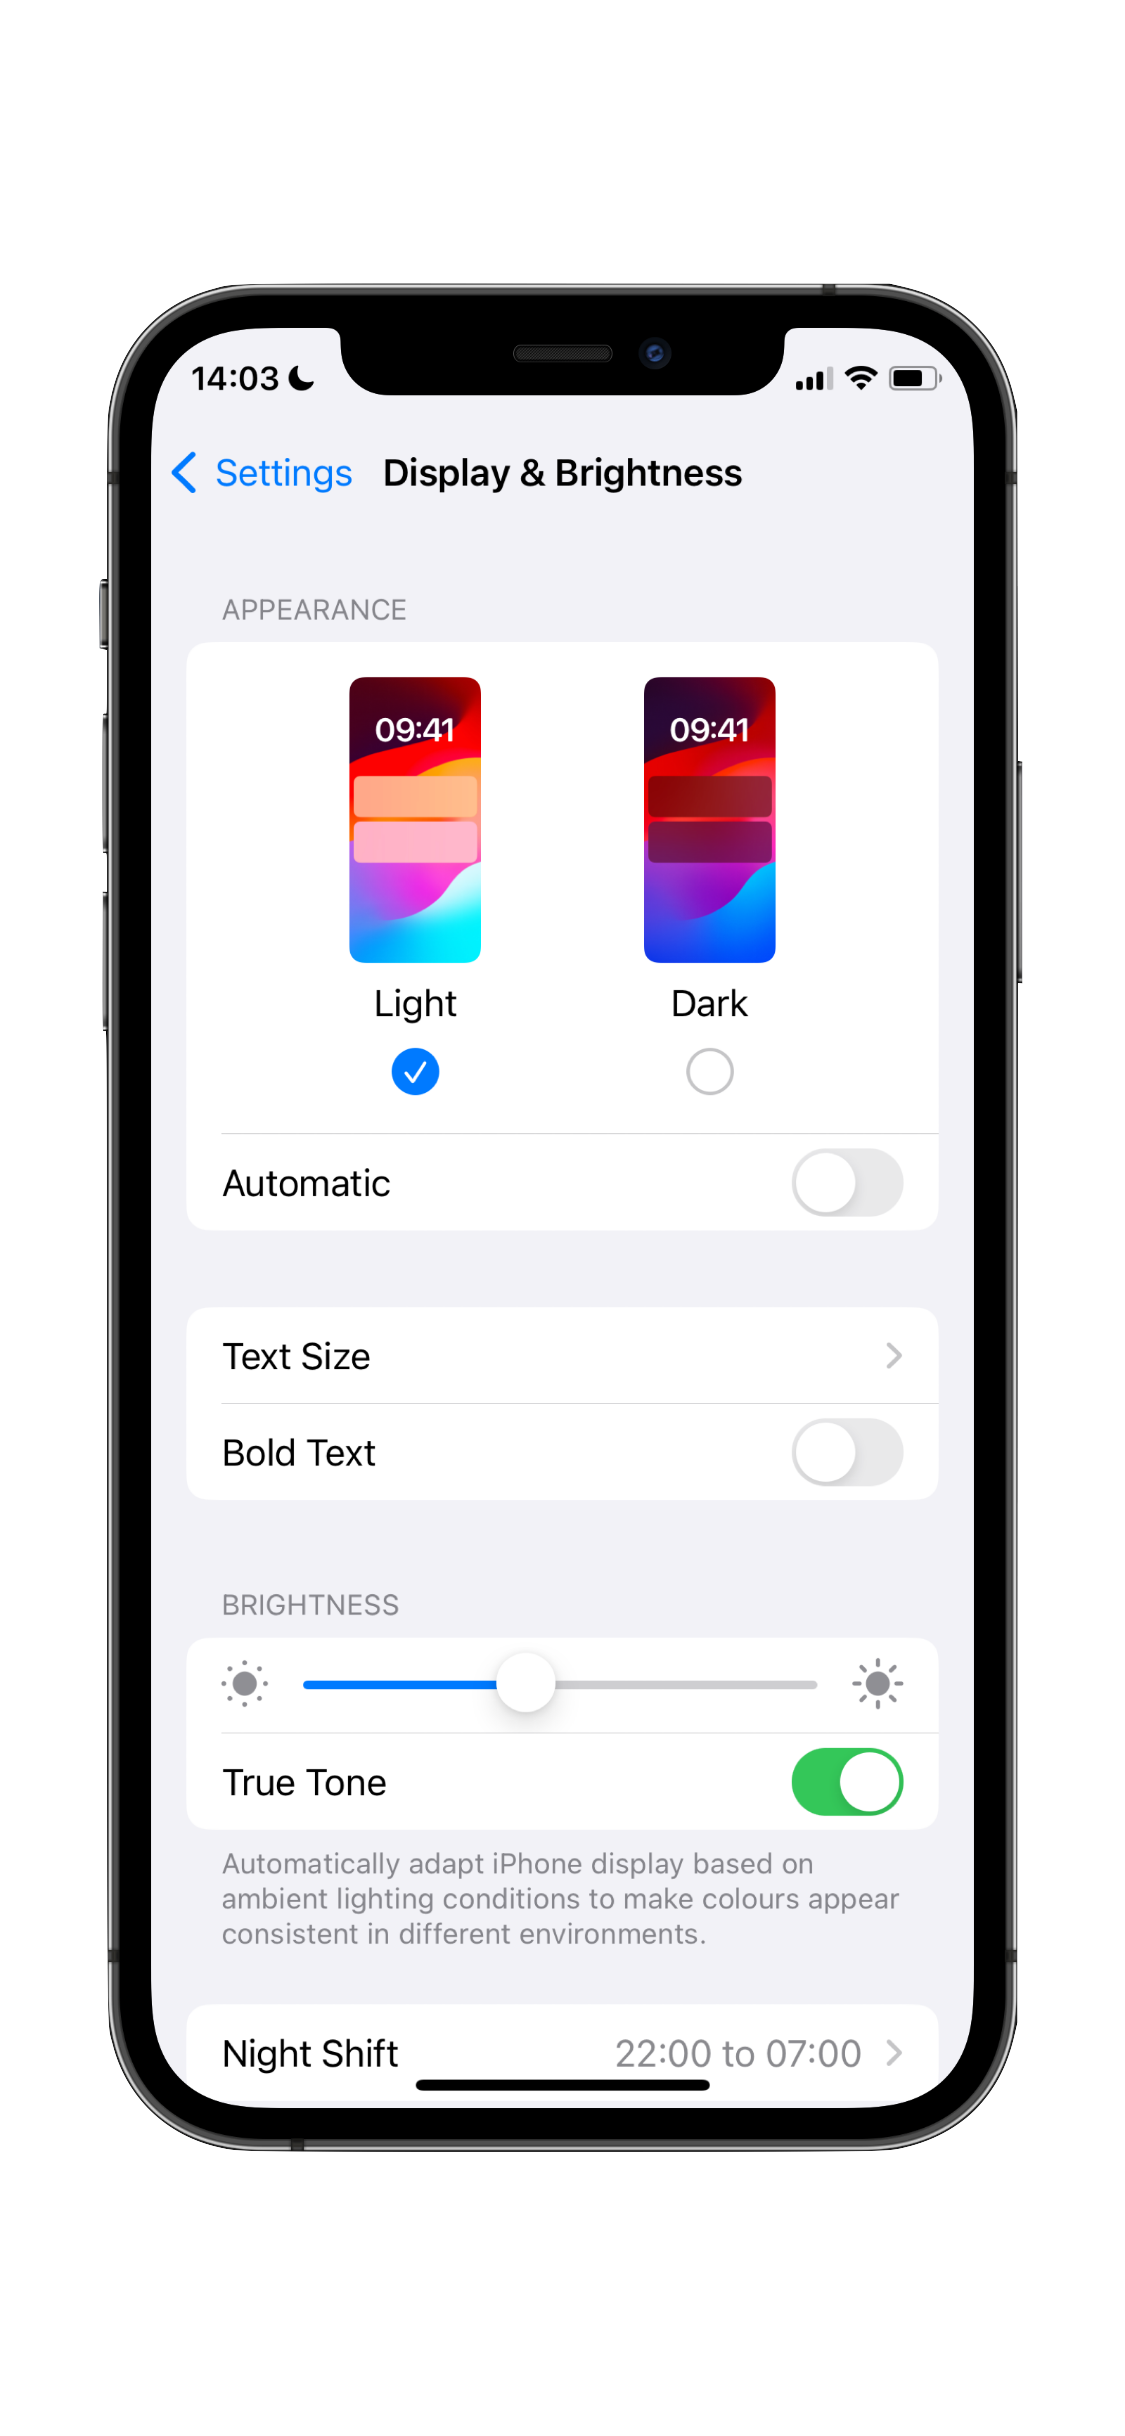 14:03
Settings Display & Brightness
APPEARANCE
09:41 09:41
Light Dark
Automatic
Text Size
Bold Text
BRIGHTNESS
True Tone
Automatically adapt iPhone display based on
ambient lighting conditions to make colours appear
consistent in different environments.
Night Shift 22:00 to 07:00